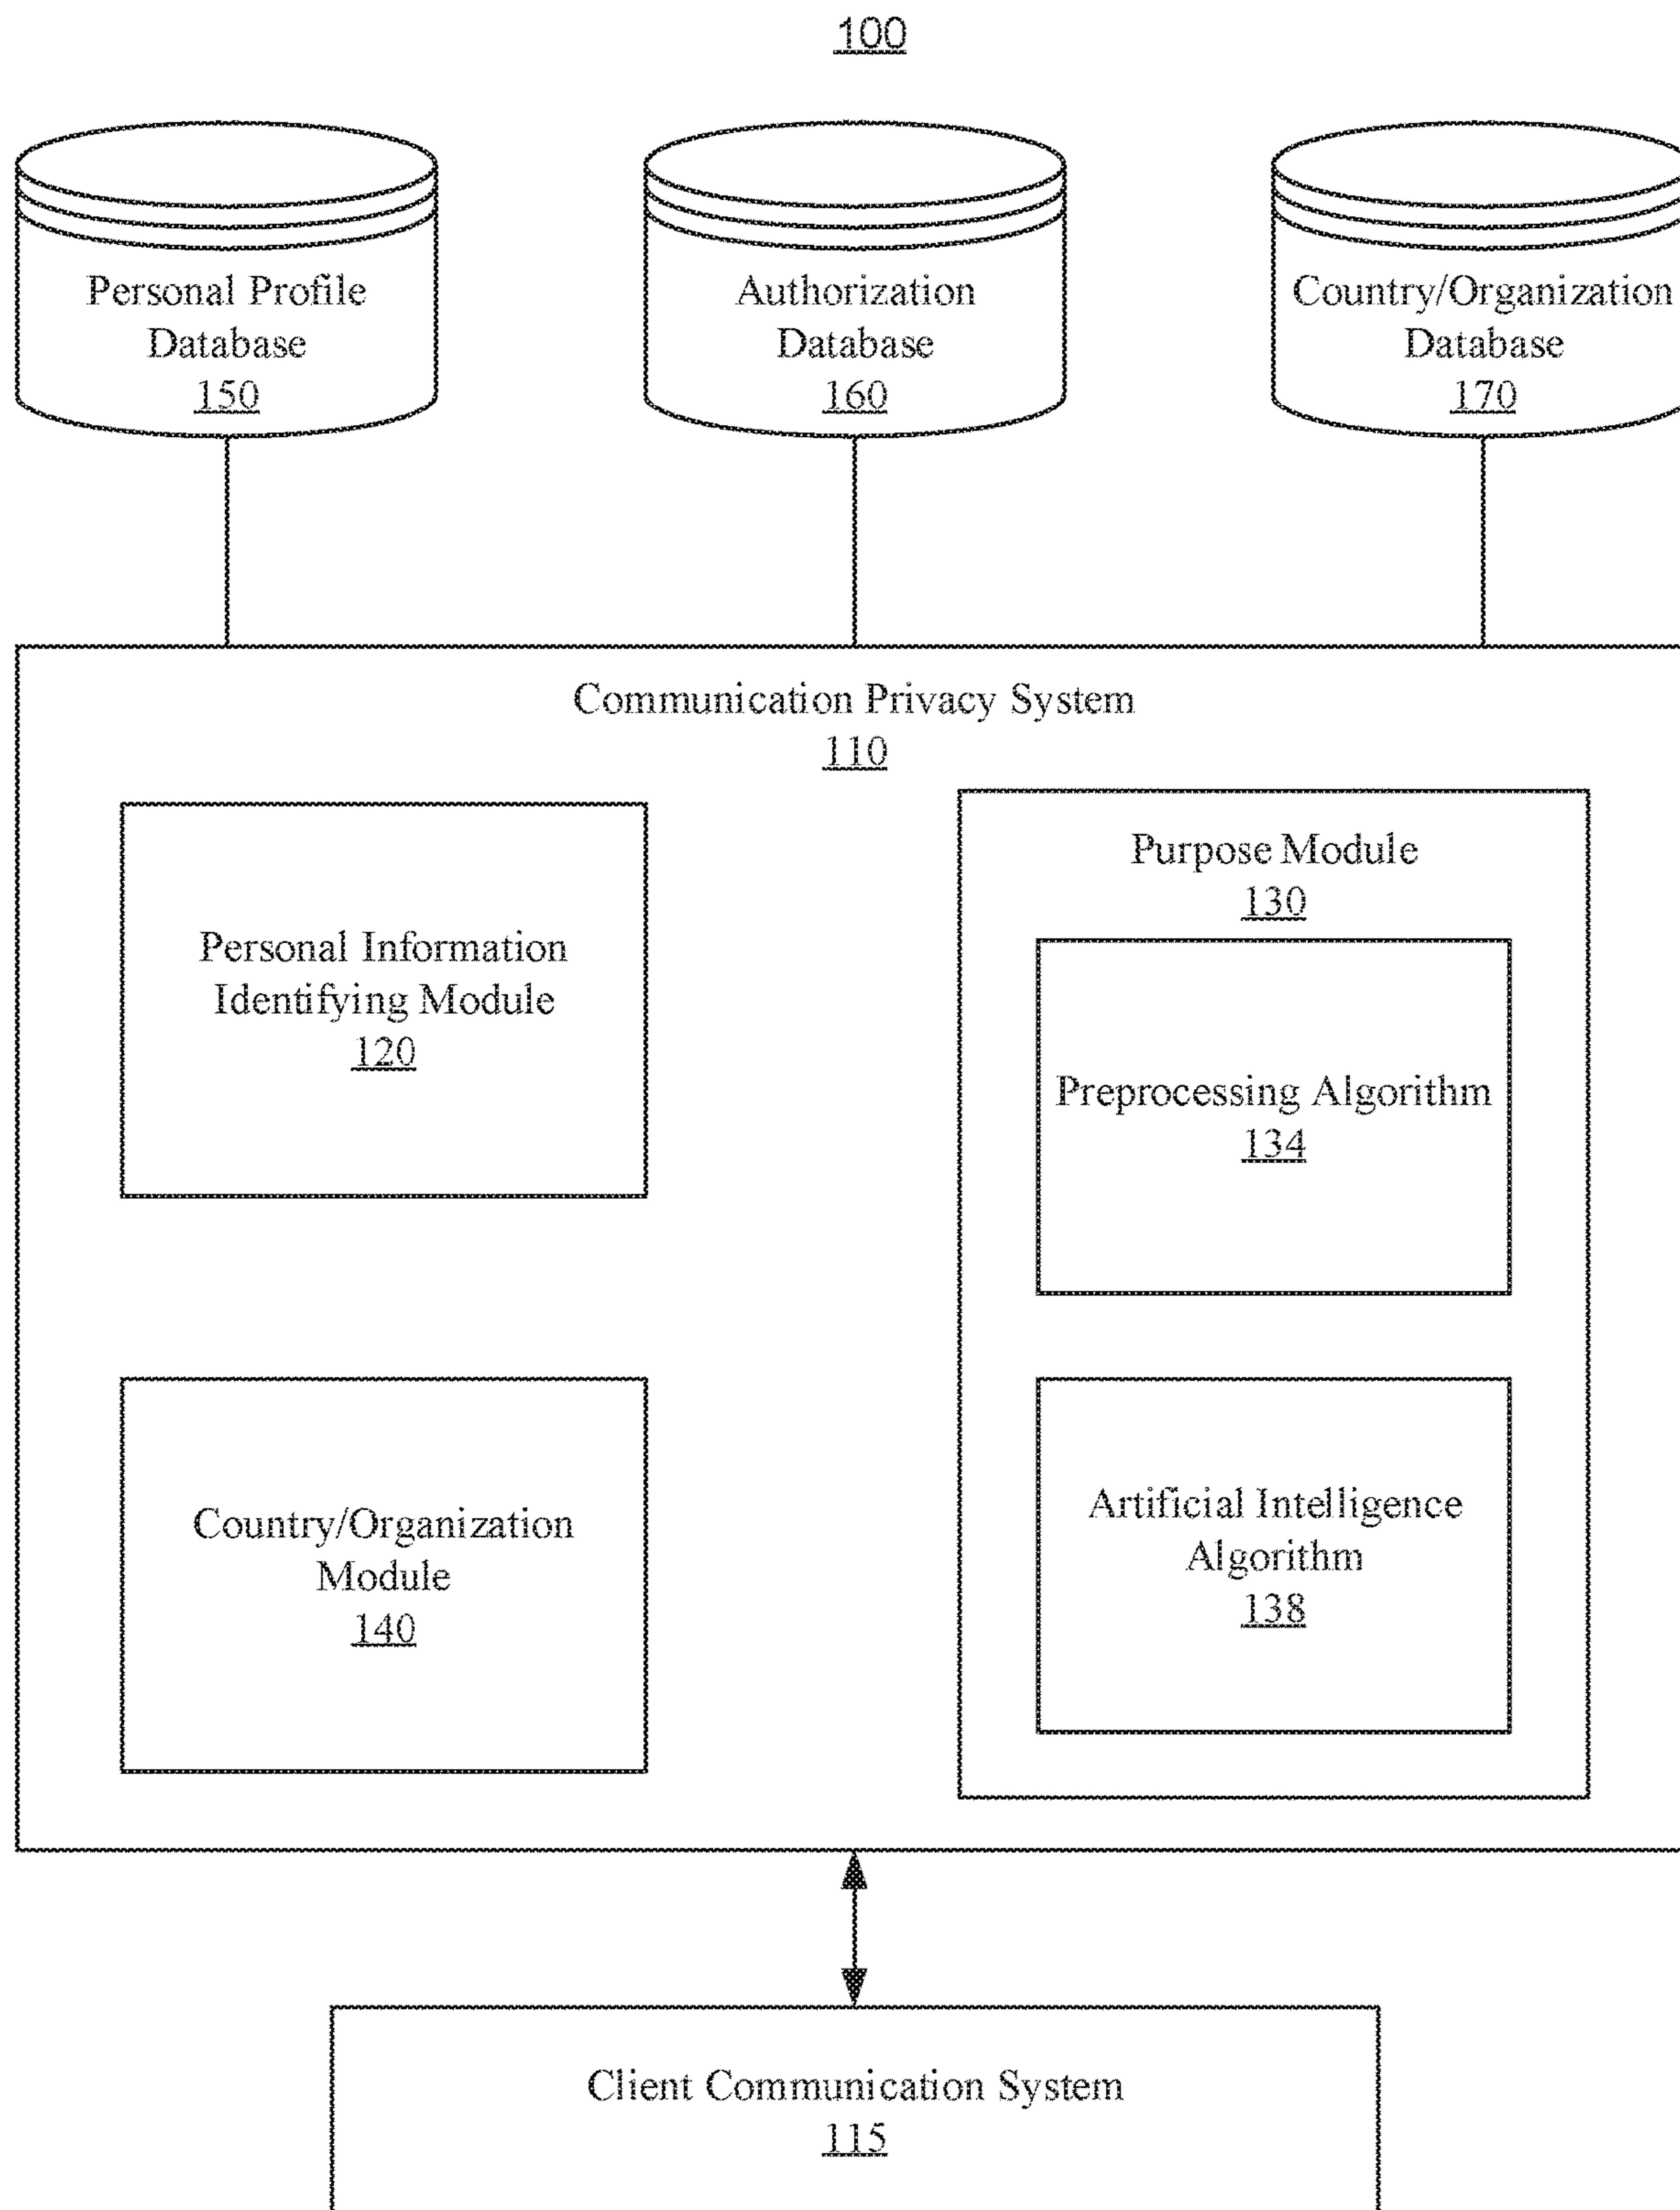 100
Personal Profile
Database
150
Authorization
Database
160
Country/Organization
Database
170
Communication Privacy System
110
Personal Information
Identifying Module
120
Purpose Module
130
Preprocessing Algorithm
134
Country/Organization
Module
140
Artificial Intelligence
Algorithm
138
Client Communication System
115